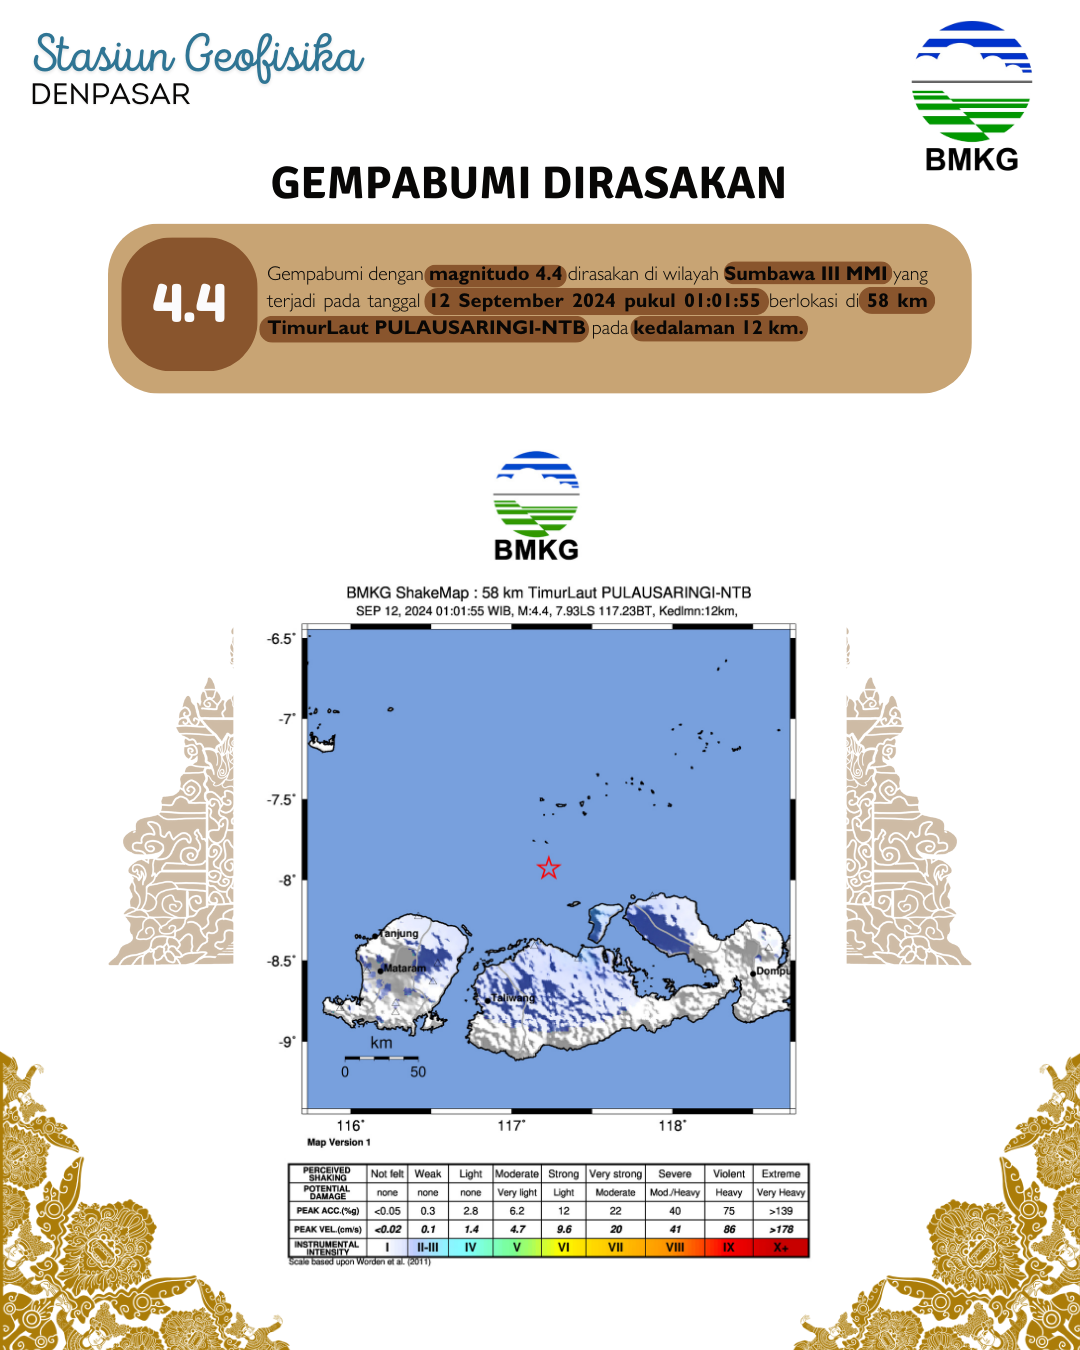 Stasiun Geofisika
DENPASAR
BMKG
GEMPABUMI DIRASAKAN
4.4
Gempabumi dengan magnitudo 4.4 dirasakan di wilayah Sumbawa III MMI yang
terjadi pada tanggal 12 September 2024 pukul 01:01:55 berlokasi di 58 km
TimurLaut PULAUSARINGI-NTB pada kedalaman 12 km.
BMKG
BMKG ShakeMap : 58 km TimurLaut PULAUSARINGI-NTB
SEP 12, 2024 01:01:55 WIB, M:4.4, 7.93LS 117.23BT, Kedlmn:12km,
-6.5˚
-7˚
-7.5˚
-8˚
-8.5˚
-9˚
Tanjung
Mataram
Taliwang
Dompu
km
0 50
116˚ 117˚ 118˚
Map Version 1
PERCEIVED SHAKING Not felt Weak Light Moderate Strong Very strong Severe Violent Extreme
POTENTIAL DAMAGE none none none Very light Light Moderate Mod./Heavy Heavy Very Heavy
PEAK ACC.(%g) <0.05 0.3 2.8 6.2 12 22 40 75 >139
PEAK VEL.(cm/s) <0.02 0.1 1.4 4.7 9.6 20 41 86 >178
INSTRUMENTAL INTENSITY I II-III IV V VI VII VIII IX X+
Scale based upon Worden et al. (2011)